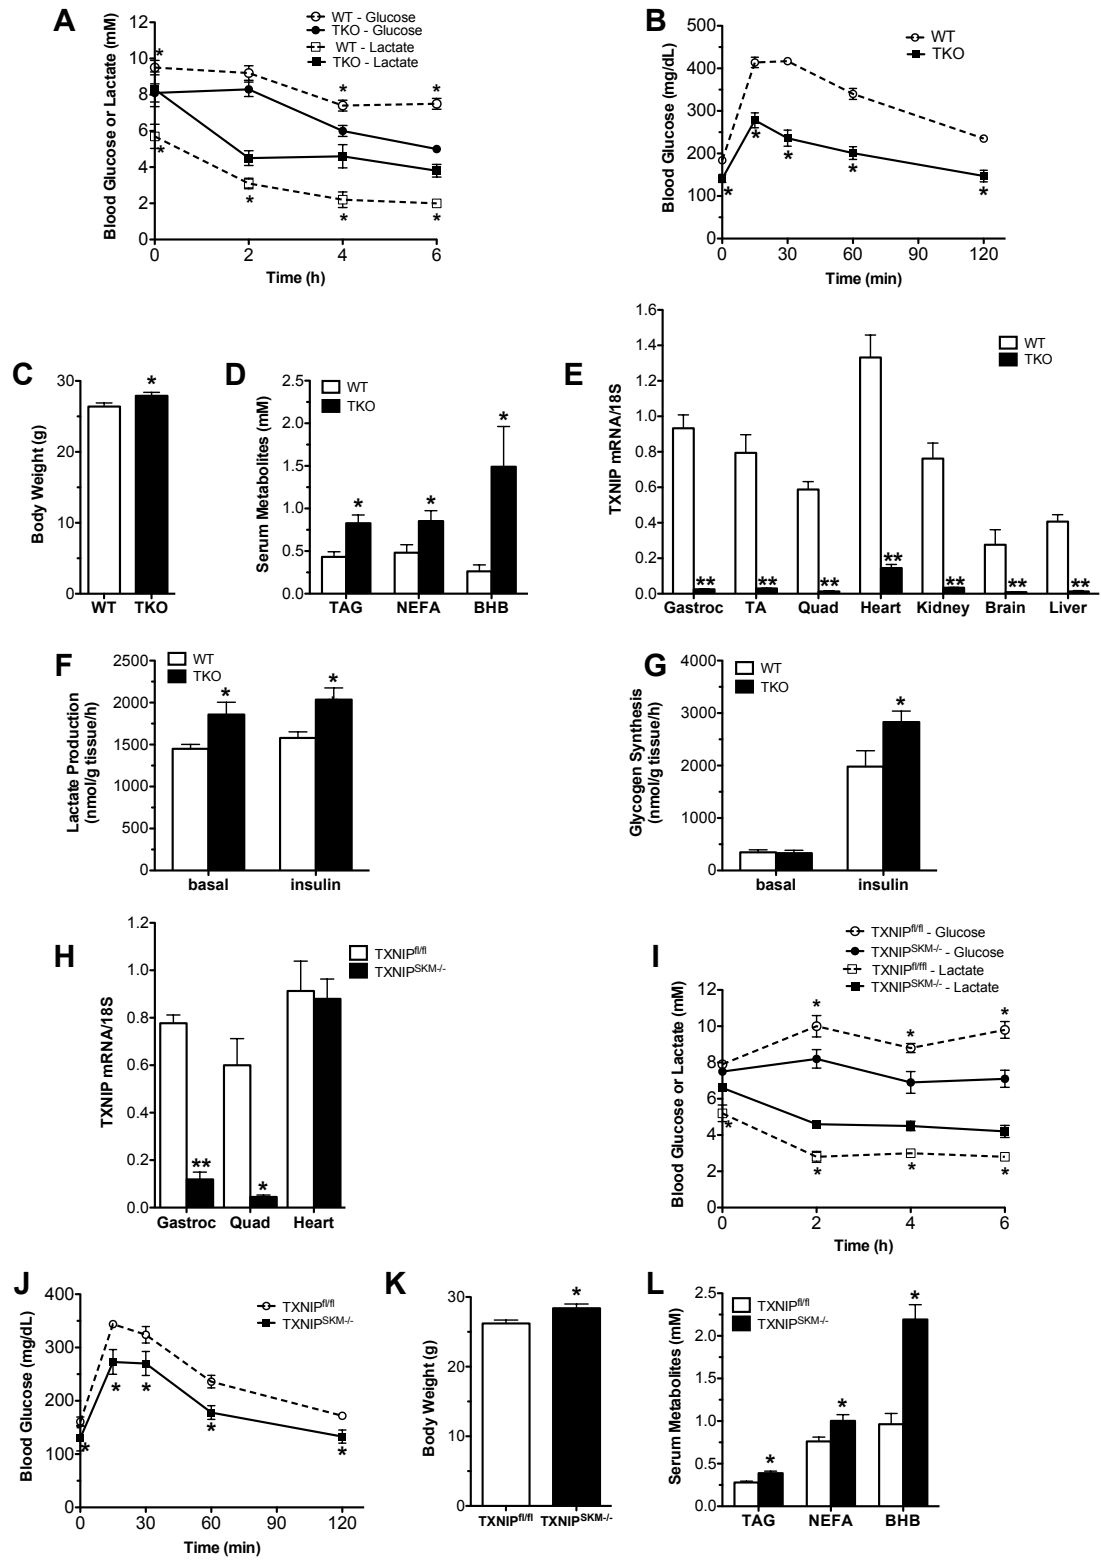 A
WT - Glucose
TKO - Glucose
WT - Lactate
TKO - Lactate
Blood Glucose or Lactate (mM)
12
10
8
6
4
2
0
* * * * * * *
0 2 4 6
Time (h)
B
WT
TKO
Blood Glucose (mg/dL)
500
400
300
200
100
0
* * * * *
0 30 60 90 120
Time (min)
C
Body Weight (g)
30
20
10
0
*
WT TKO
D
WT
TKO
Serum Metabolites (mM)
2.5
2.0
1.5
1.0
0.5
0.0
* * *
TAG NEFA BHB
E
WT
TKO
TXNIP mRNA/18S
1.6
1.4
1.2
1.0
0.8
0.6
0.4
0.2
0.0
** ** ** ** ** ** **
Gastroc TA Quad Heart Kidney Brain Liver
F
WT
TKO
Lactate Production
(nmol/g tissue/h)
2500
2000
1500
1000
500
0
* *
basal insulin
G
WT
TKO
Glycogen Synthesis
(nmol/g tissue/h)
4000
3000
2000
1000
0
*
basal insulin
H
TXNIPfl/fl
TXNIPSKM-/-
TXNIP mRNA/18S
1.2
1.0
0.8
0.6
0.4
0.2
0.0
** *
Gastroc Quad Heart
I
TXNIPfl/fl - Glucose
TXNIPSKM-/- - Glucose
TXNIPfl/ffl - Lactate
TXNIPSKM-/- - Lactate
Blood Glucose or Lactate (mM)
12
10
8
6
4
2
0
* * * * * * *
0 2 4 6
Time (h)
J
TXNIPfl/fl
TXNIPSKM-/-
Blood Glucose (mg/dL)
400
300
200
100
0
* * * * *
0 30 60 90 120
Time (min)
K
Body Weight (g)
30
20
10
0
*
TXNIPfl/fl TXNIPSKM-/-
L
TXNIPfl/fl
TXNIPSKM-/-
Serum Metabolites (mM)
2.5
2.0
1.5
1.0
0.5
0.0
* * *
TAG NEFA BHB